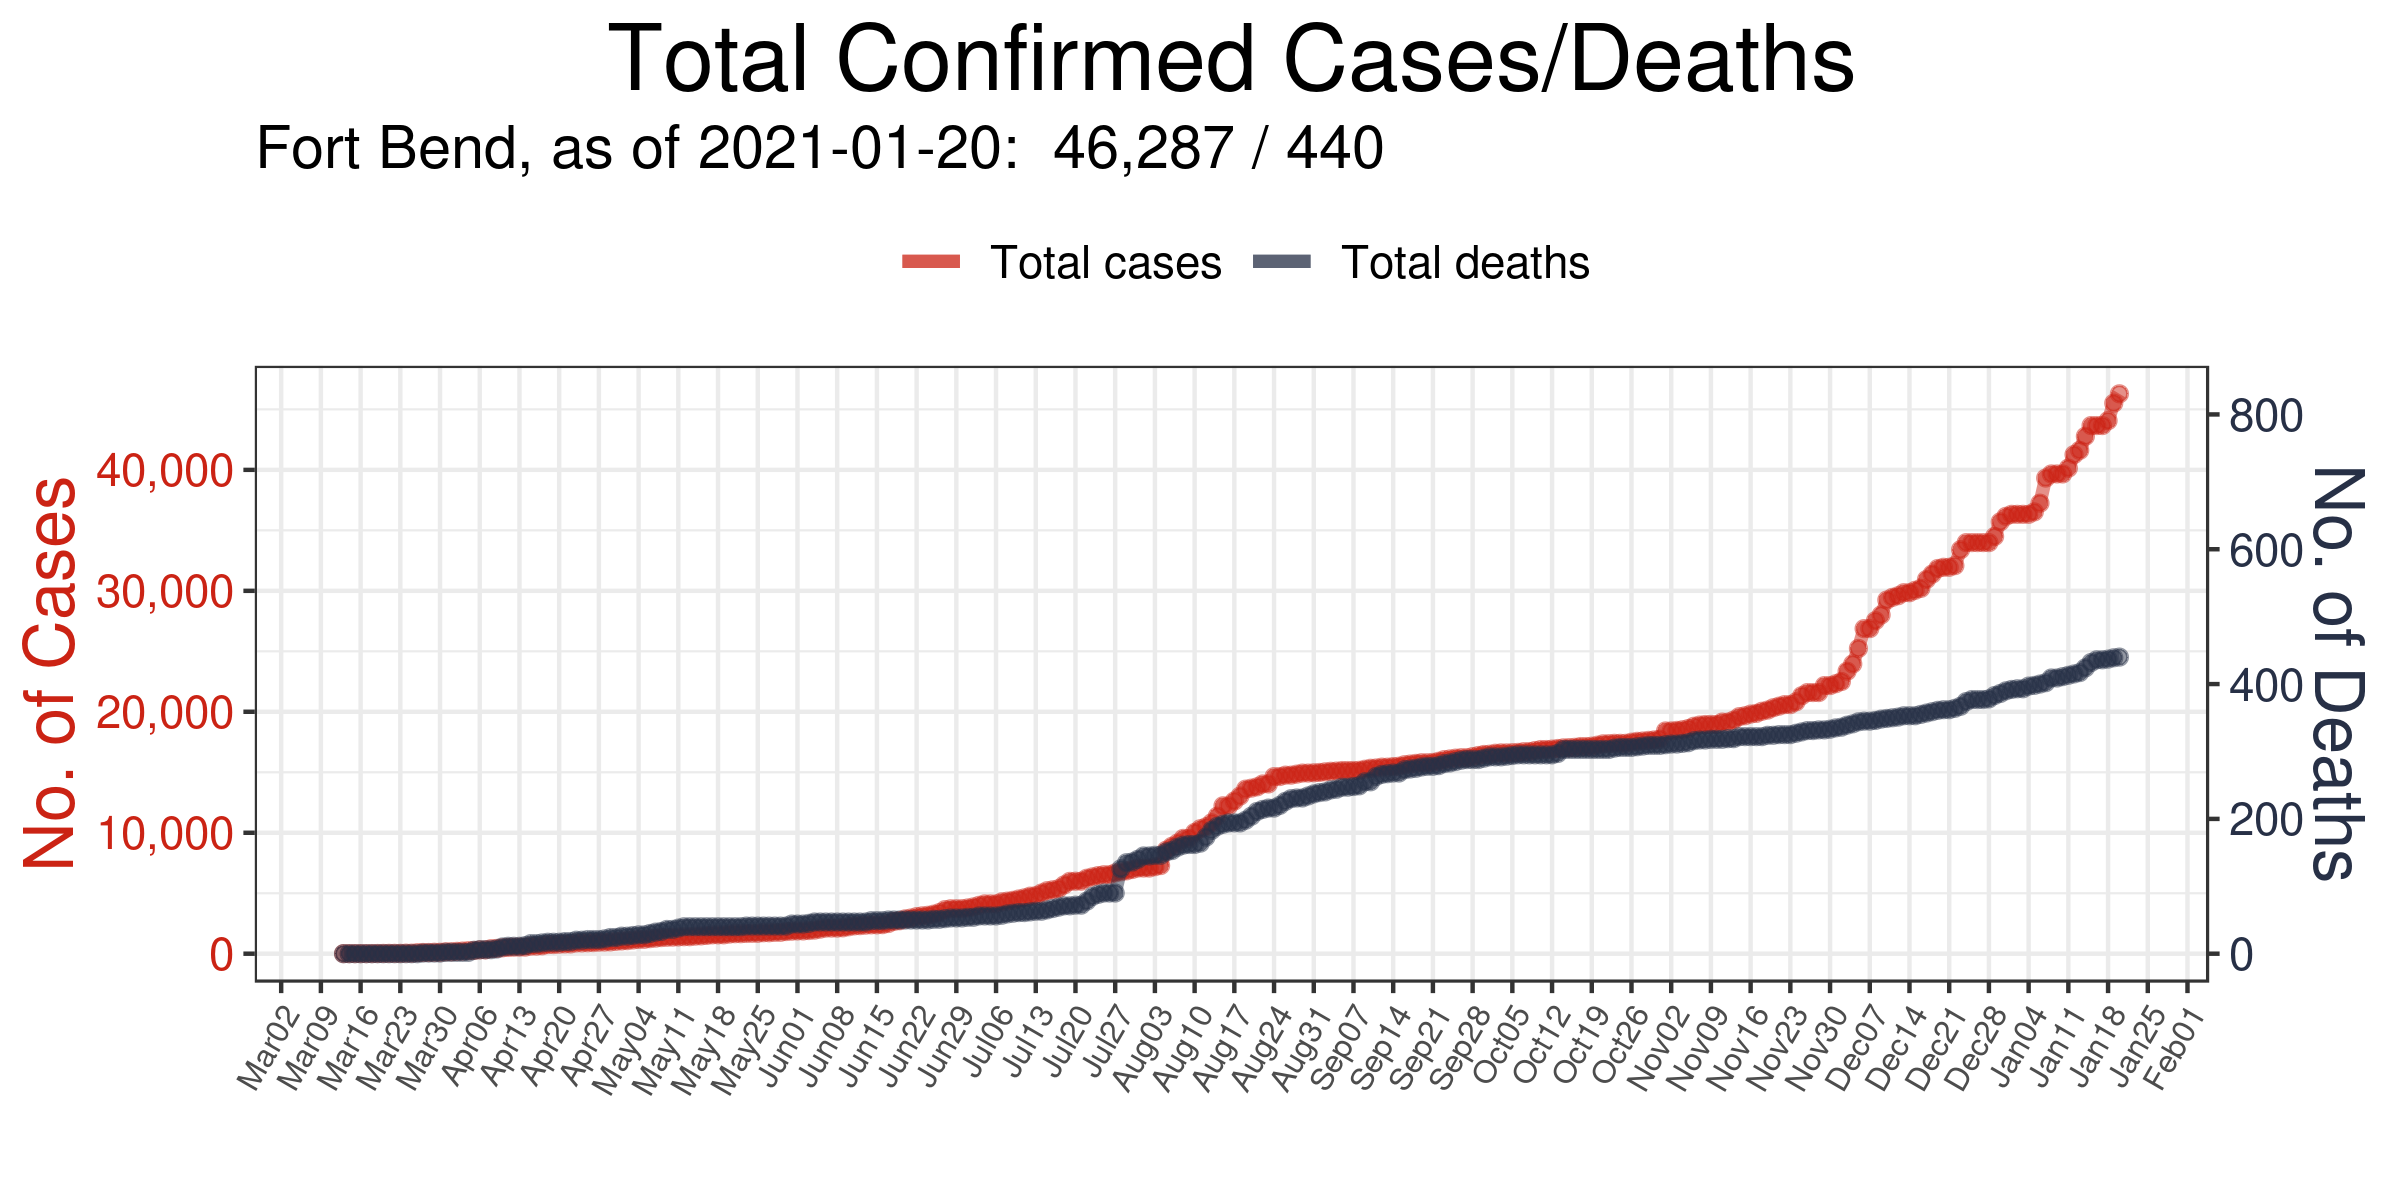 Total Confirmed Cases/Deaths
Fort Bend, as of 2021-01-20:  46,287 / 440
Total cases
Total deaths
No. of Cases
40,000
30,000
20,000
10,000
0
800
600
400
200
0
No. of Deaths
Mar02
Mar09
Mar16
Mar23
Mar30
Apr06
Apr13
Apr20
Apr27
May04
May11
May18
May25
Jun01
Jun08
Jun15
Jun22
Jun29
Jul06
Jul13
Jul20
Jul27
Aug03
Aug10
Aug17
Aug24
Aug31
Sep07
Sep14
Sep21
Sep28
Oct05
Oct12
Oct19
Oct26
Nov02
Nov09
Nov16
Nov23
Nov30
Dec07
Dec14
Dec21
Dec28
Jan04
Jan11
Jan18
Jan25
Feb01